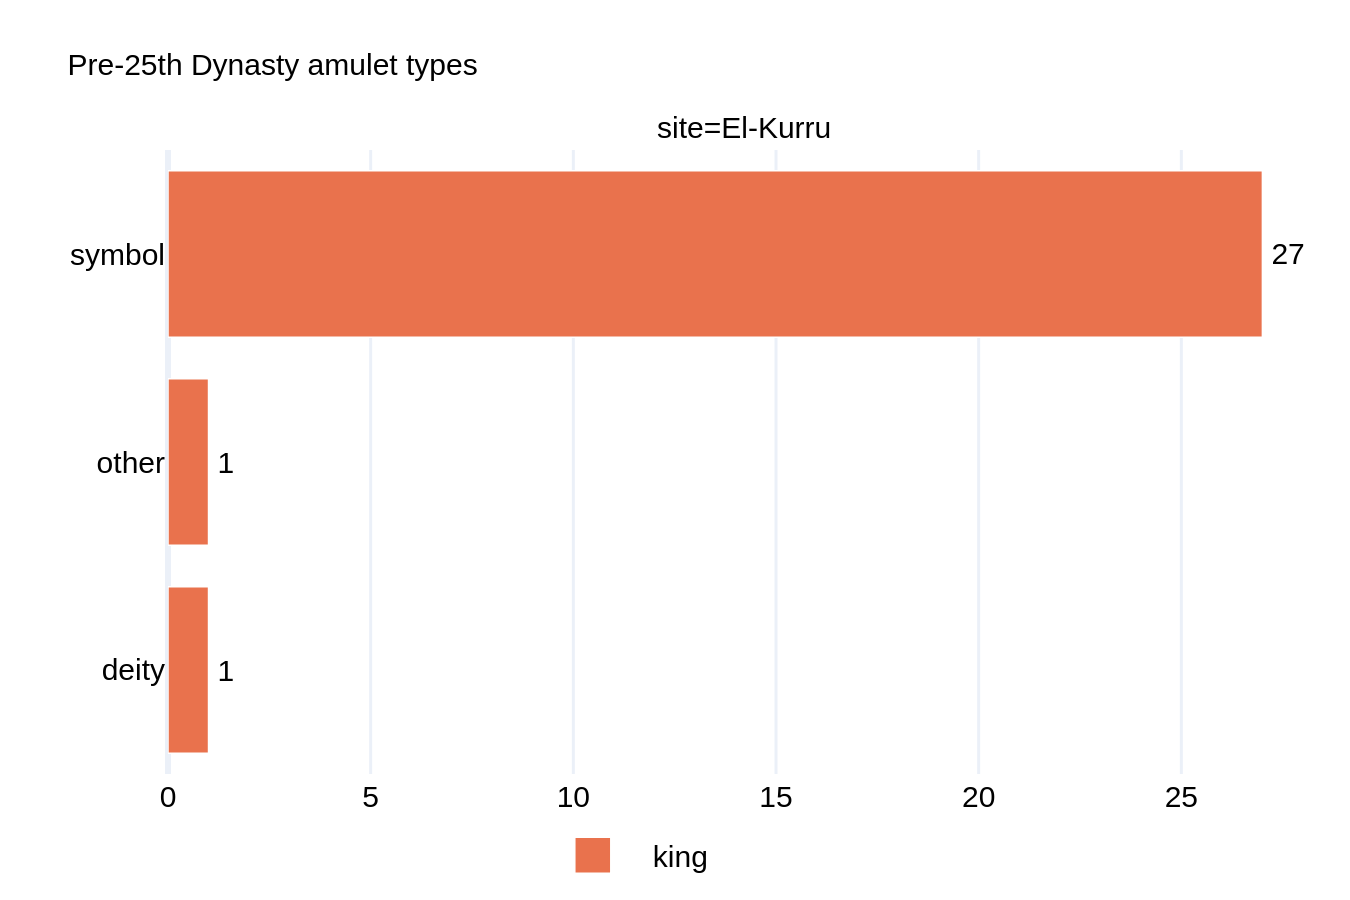 Pre-25th Dynasty amulet types
site=El-Kurru
symbol 27
other 1
deity 1
0 5 10 15 20 25
king